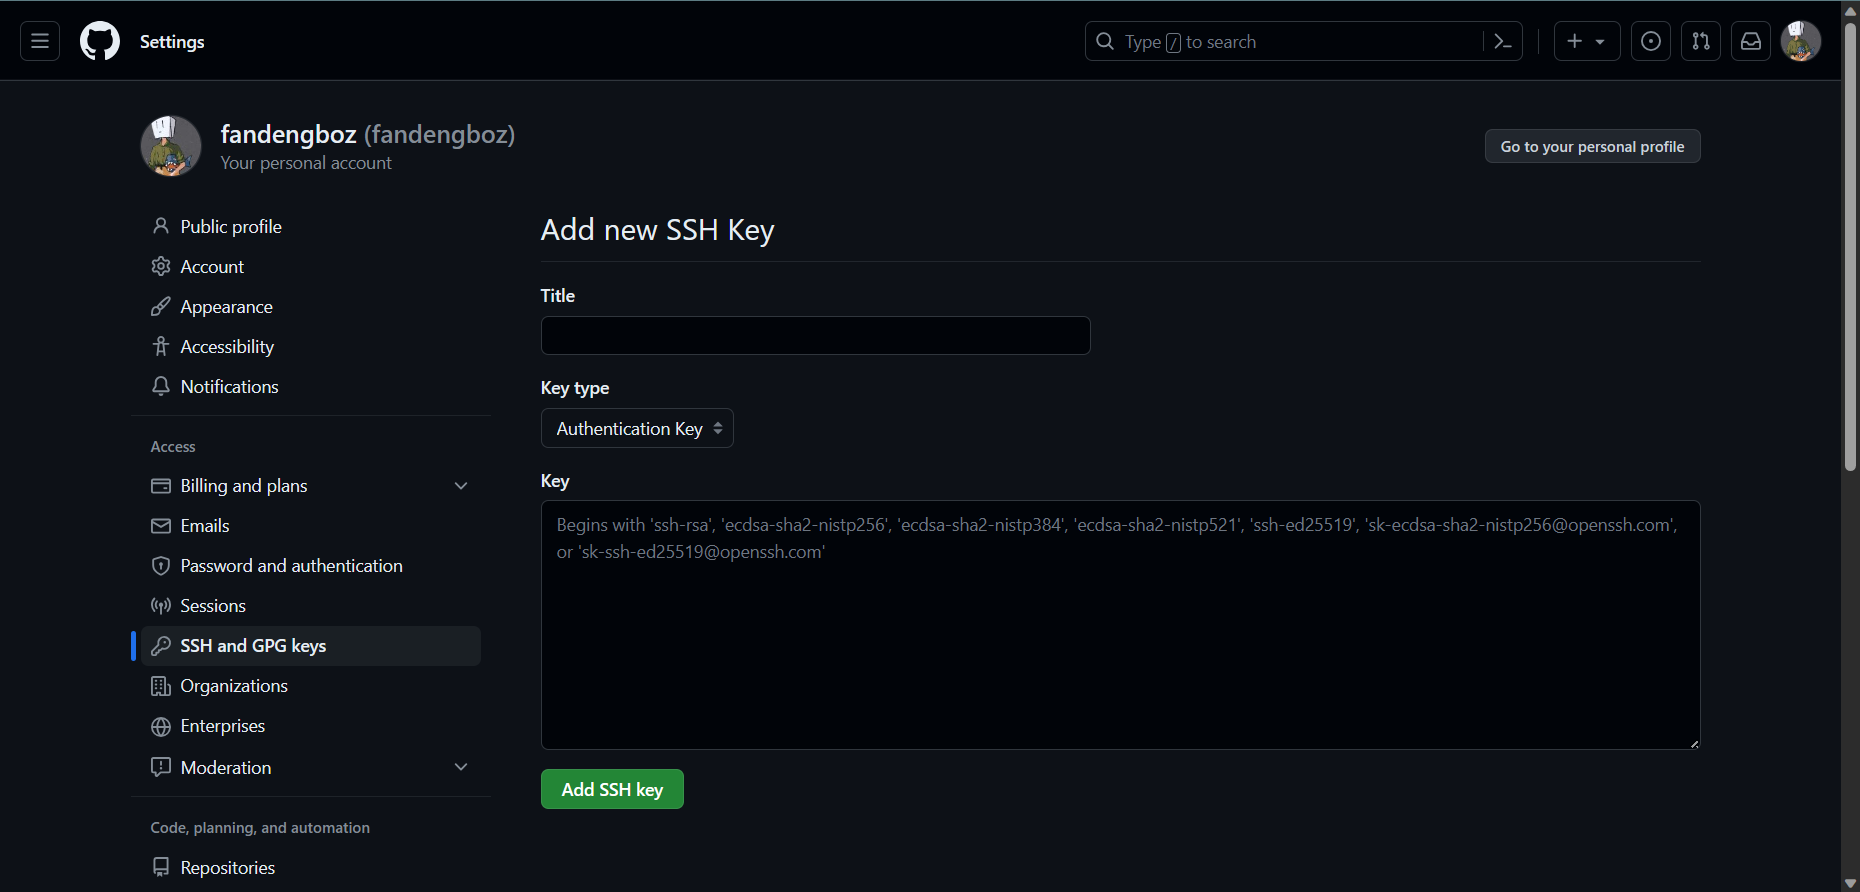 Settings
Type / to search
fandengboz (fandengboz)
Your personal account
Go to your personal profile
Public profile
Account
Appearance
Accessibility
Notifications
Access
Billing and plans
Emails
Password and authentication
Sessions
SSH and GPG keys
Organizations
Enterprises
Moderation
Code, planning, and automation
Repositories
Add new SSH Key
Title
Key type
Authentication Key
Key
Begins with 'ssh-rsa', 'ecdsa-sha2-nistp256', 'ecdsa-sha2-nistp384', 'ecdsa-sha2-nistp521', 'ssh-ed25519', 'sk-ecdsa-sha2-nistp256@openssh.com',
or 'sk-ssh-ed25519@openssh.com'
Add SSH key